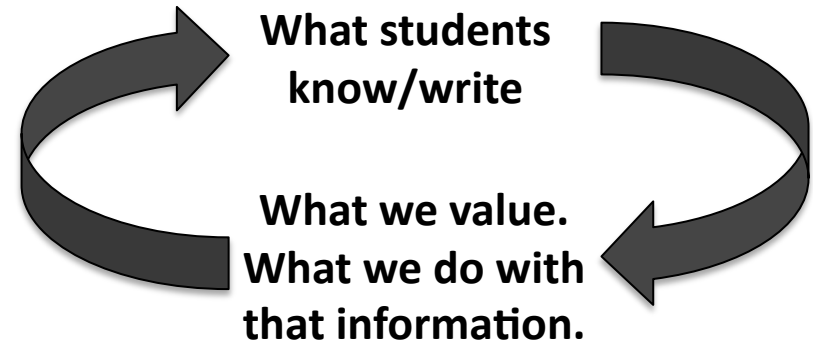 What students
know/write
What we value.
What we do with
that information.